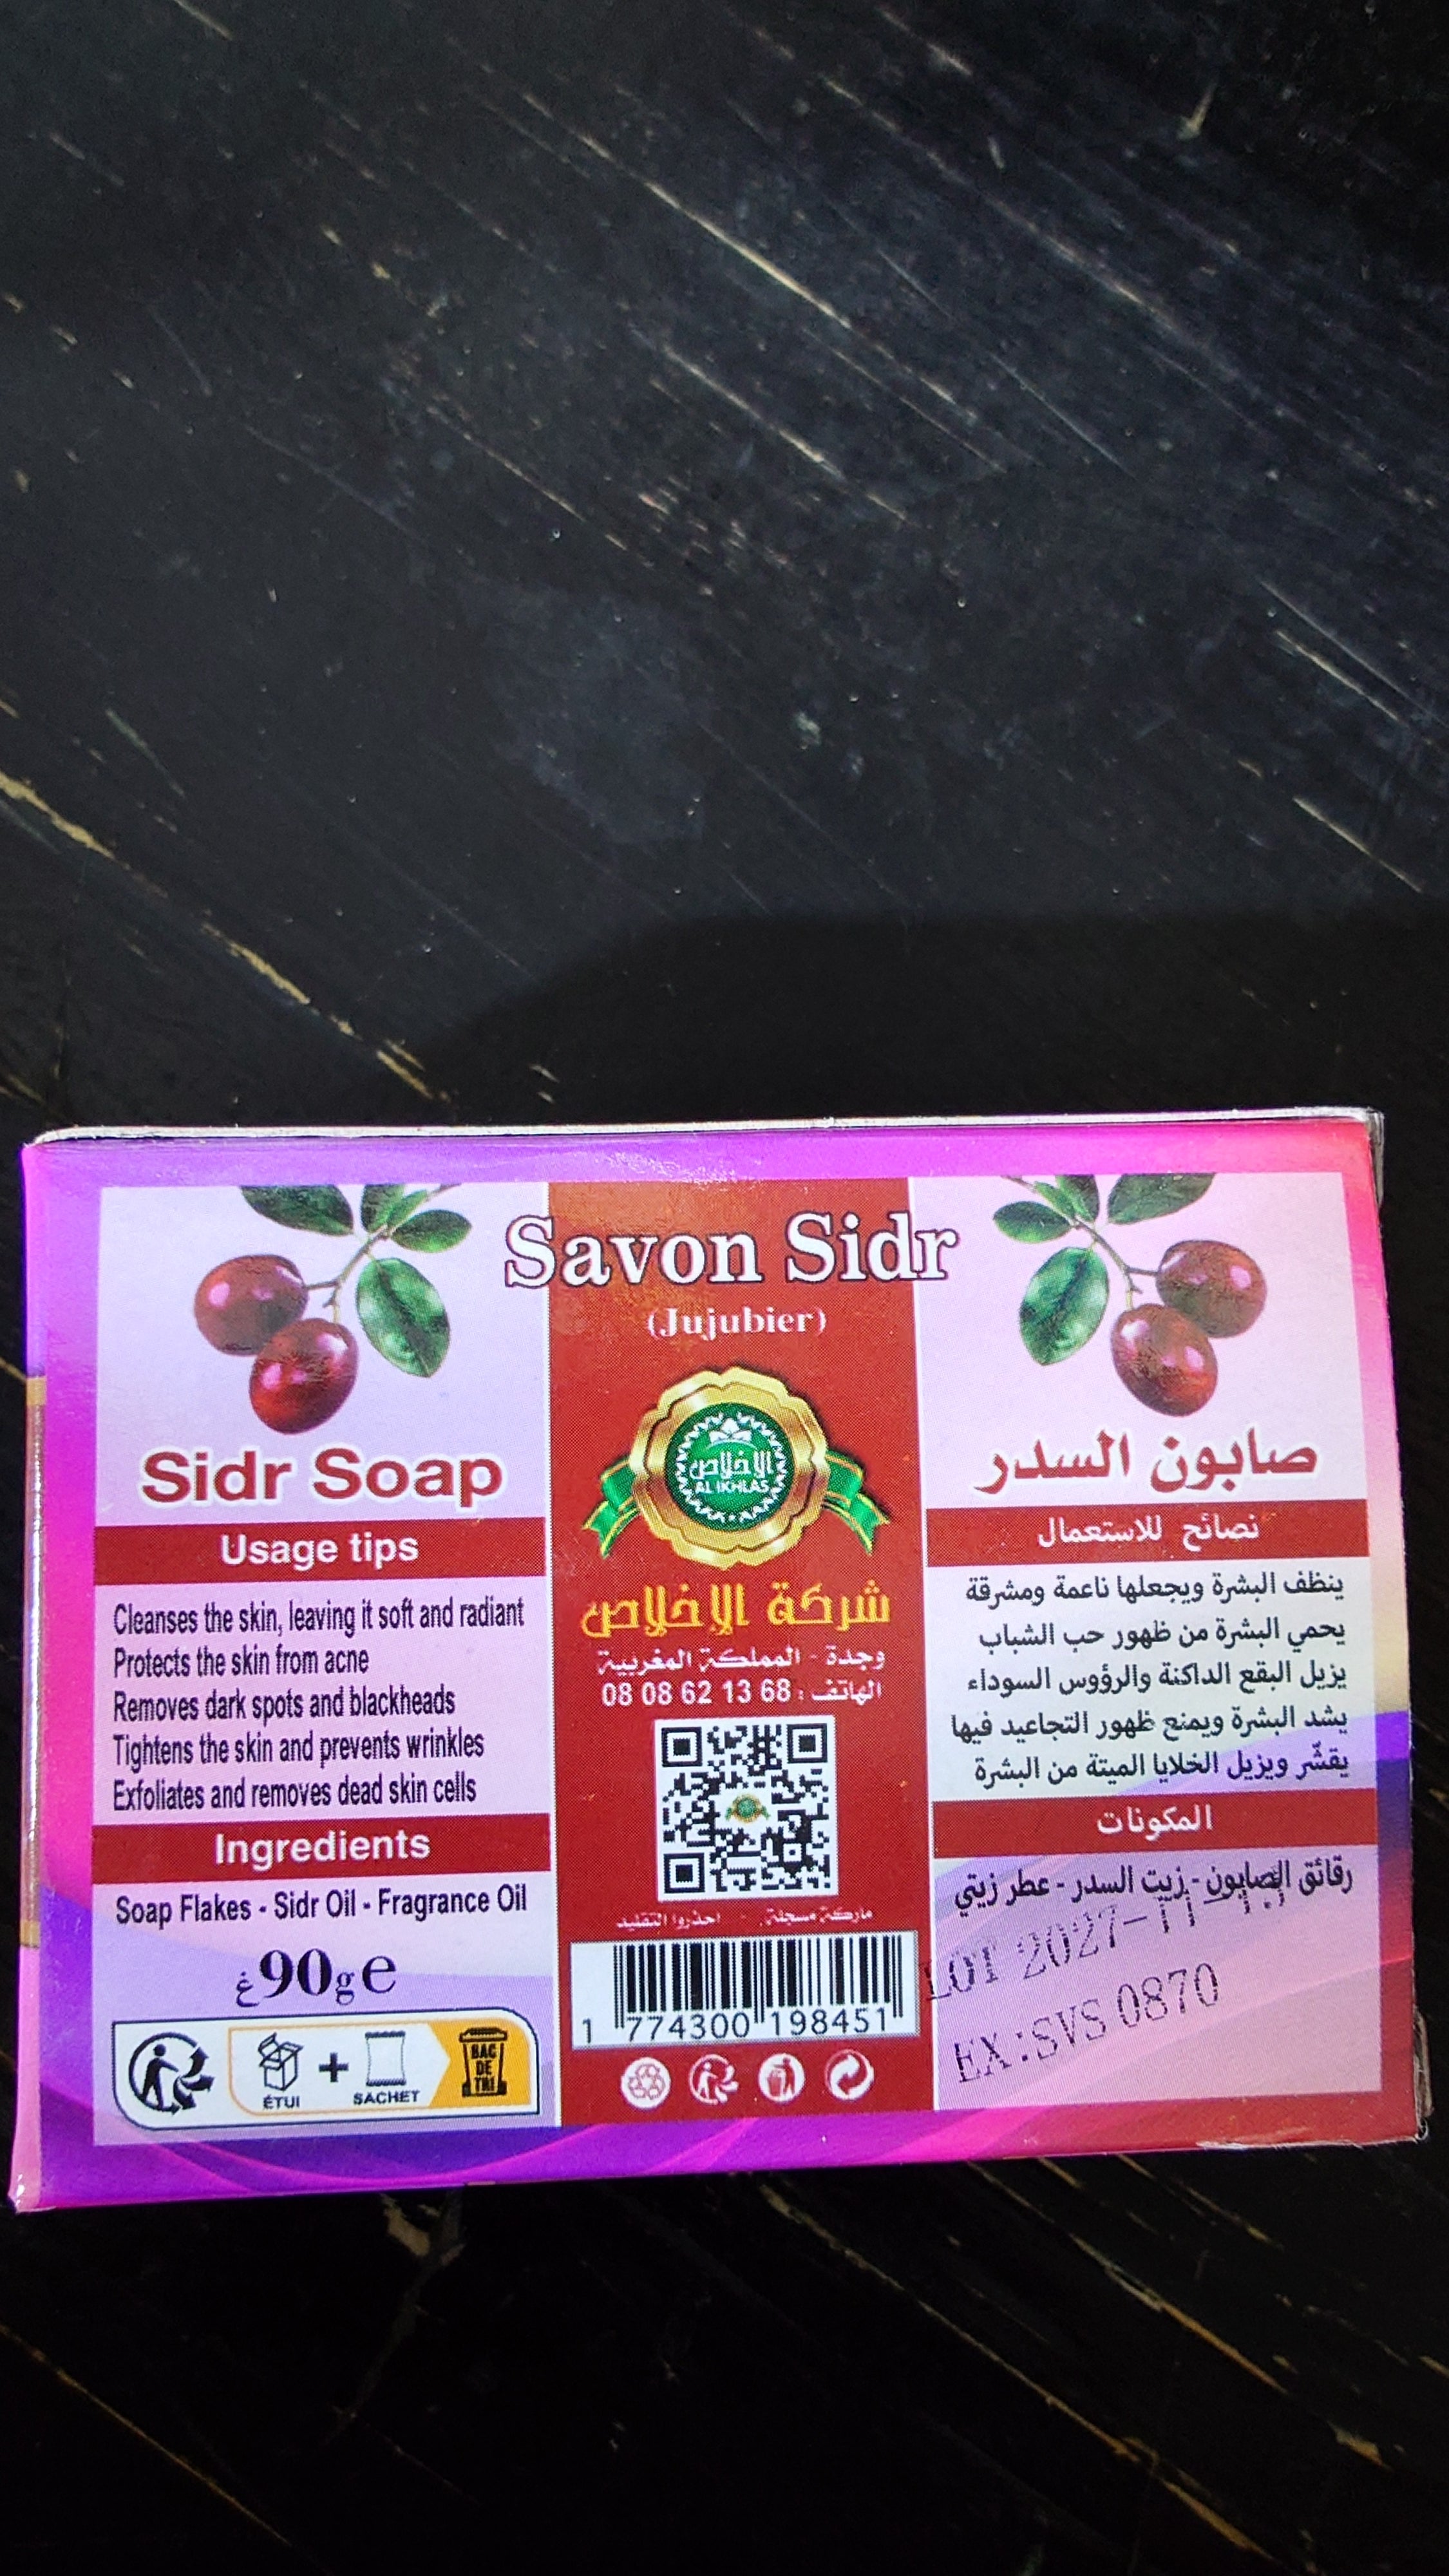 Savon Sidr
(Jujubier)
Sidr Soap
Usage tips
Cleanses the skin, leaving it soft and radiant
Protects the skin from acne
Removes dark spots and blackheads
Tightens the skin and prevents wrinkles
Exfoliates and removes dead skin cells
Ingredients
Soap Flakes - Sidr Oil - Fragrance Oil
غ90g e
ÉTUI + SACHET
BAC
DE
TRI
الإخلاص
AL IKHLAS
شركة الإخلاص
وجدة - المملكة المغربية
الهاتف : 08 08 62 13 68
ماركة مسجلة. - احذروا التقليد
1 774300 198451
صابون السدر
نصائح للاستعمال
ينظف البشرة ويجعلها ناعمة ومشرقة
يحمي البشرة من ظهور حب الشباب
يزيل البقع الداكنة والرؤوس السوداء
يشد البشرة ويمنع ظهور التجاعيد فيها
يقشّر ويزيل الخلايا الميتة من البشرة
المكونات
رقائق الصابون - زيت السدر - عطر زيتي
LOT 2027-11-
EX:SVS 0870